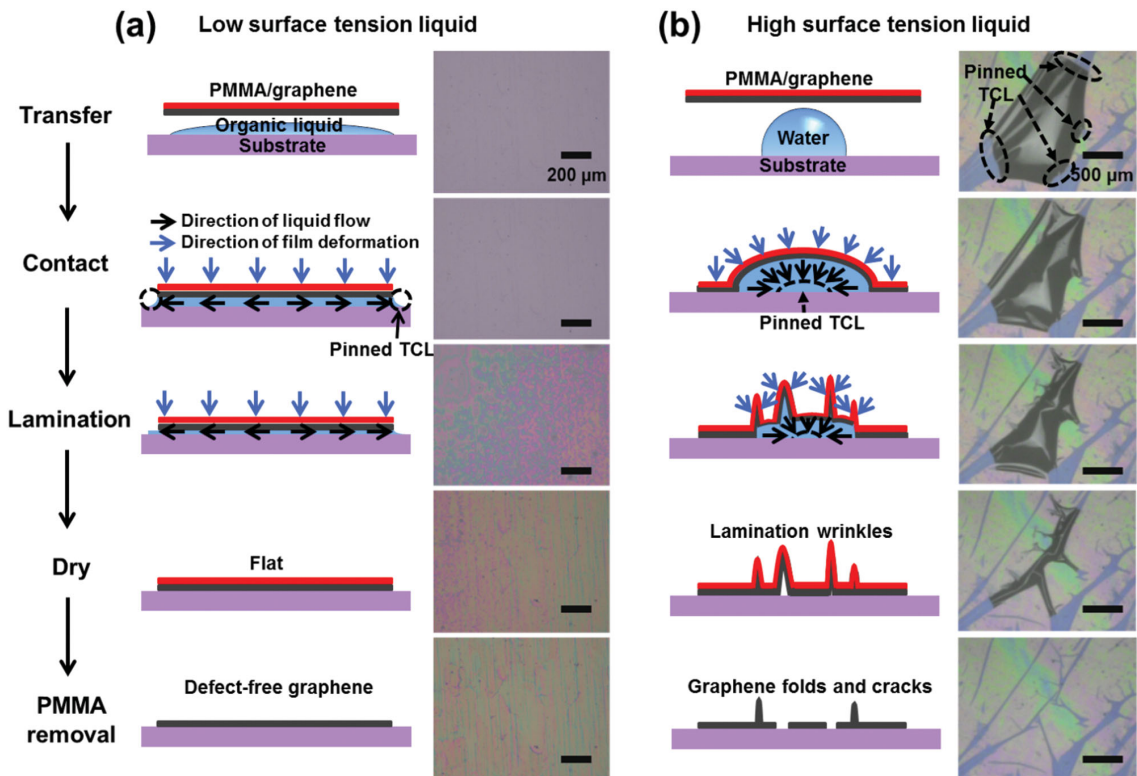 (a) Low surface tension liquid
(b) High surface tension liquid
Transfer
PMMA/graphene
Organic liquid
Substrate
200 µm
PMMA/graphene
Water
Substrate
Pinned
TCL
500 µm
Contact
Direction of liquid flow
Direction of film deformation
Pinned TCL
Pinned TCL
Lamination
Dry
Flat
Lamination wrinkles
PMMA
removal
Defect-free graphene
Graphene folds and cracks